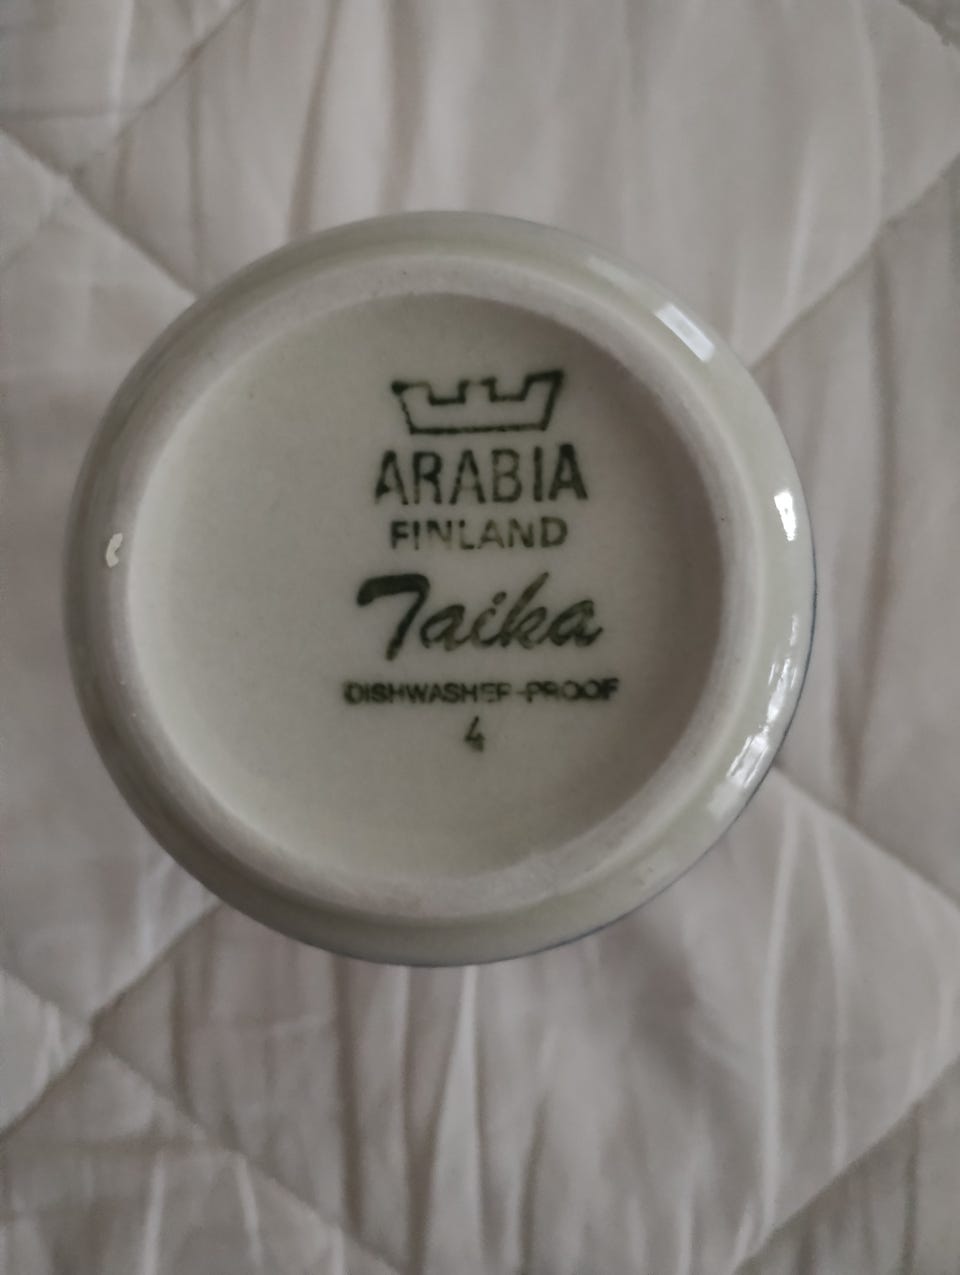 ARABIA
FINLAND
Taika
DISHWASHER-PROOF
4